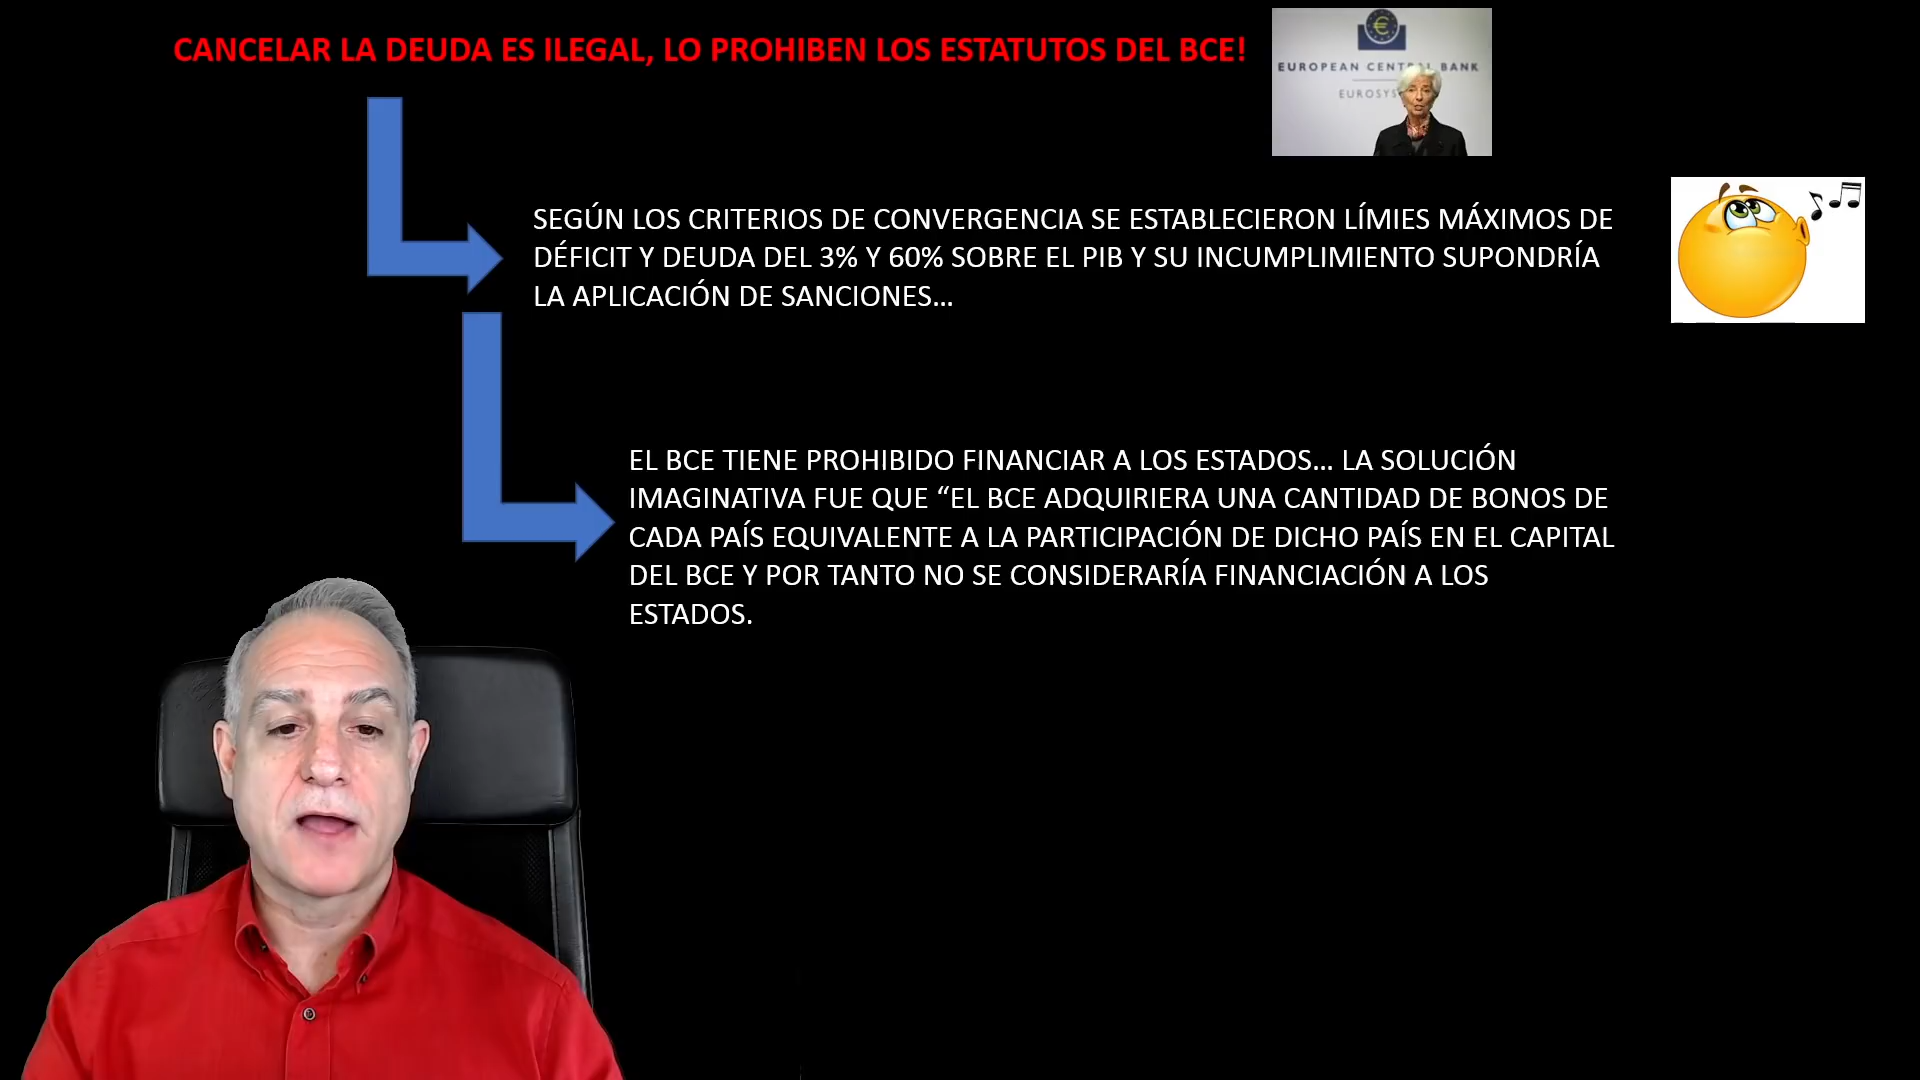 CANCELAR LA DEUDA ES ILEGAL, LO PROHIBEN LOS ESTATUTOS DEL BCE!
EUROPEAN CENTRAL BANK
EUROSYS
SEGÚN LOS CRITERIOS DE CONVERGENCIA SE ESTABLECIERON LÍMIES MÁXIMOS DE
DÉFICIT Y DEUDA DEL 3% Y 60% SOBRE EL PIB Y SU INCUMPLIMIENTO SUPONDRÍA
LA APLICACIÓN DE SANCIONES...
EL BCE TIENE PROHIBIDO FINANCIAR A LOS ESTADOS... LA SOLUCIÓN
IMAGINATIVA FUE QUE “EL BCE ADQUIRIERA UNA CANTIDAD DE BONOS DE
CADA PAÍS EQUIVALENTE A LA PARTICIPACIÓN DE DICHO PAÍS EN EL CAPITAL
DEL BCE Y POR TANTO NO SE CONSIDERARÍA FINANCIACIÓN A LOS
ESTADOS.